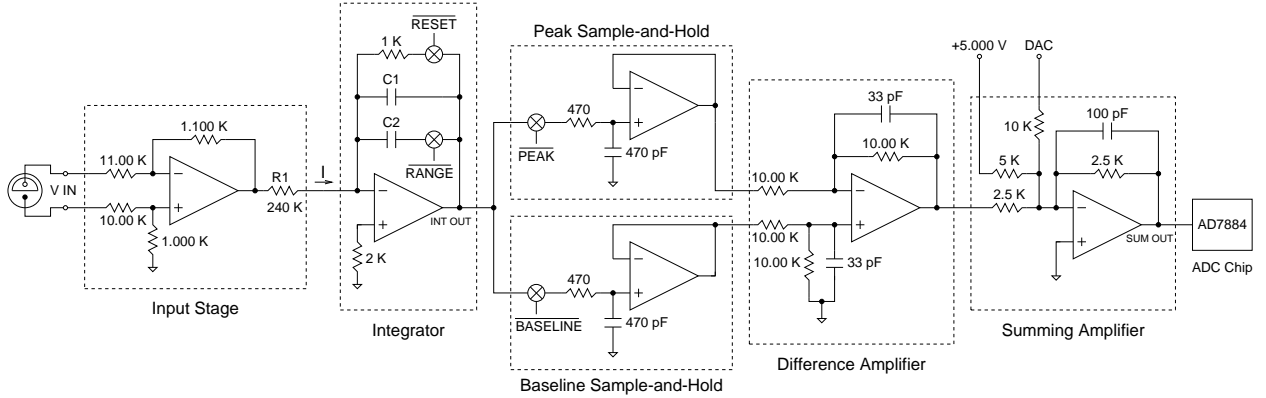 RESET
1 K
C1
C2
RANGE
Peak Sample-and-Hold
470
PEAK
470 pF
+5.000 V
DAC
33 pF
10.00 K
100 pF
10 K
5 K
2.5 K
2.5 K
1.100 K
11.00 K
V IN
10.00 K
1.000 K
R1
240 K
I
INT OUT
2 K
10.00 K
10.00 K
10.00 K
33 pF
SUM OUT
AD7884
ADC Chip
470
BASELINE
470 pF
Input Stage
Integrator
Baseline Sample-and-Hold
Difference Amplifier
Summing Amplifier
− +
− +
− +
− +
− +
− +